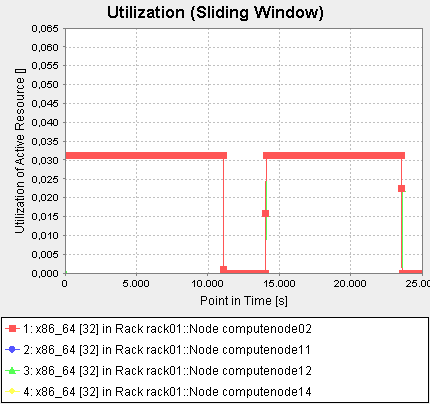 Utilization (Sliding Window)
0,065
0,060
0,055
0,050
0,045
0,040
0,035
0,030
0,025
0,020
0,015
0,010
0,005
0,000
Utilization of Active Resource []
0 5.000 10.000 15.000 20.000 25.00
Point in Time [s]
1: x86_64 [32] in Rack rack01::Node computenode02
2: x86_64 [32] in Rack rack01::Node computenode11
3: x86_64 [32] in Rack rack01::Node computenode12
4: x86_64 [32] in Rack rack01::Node computenode14